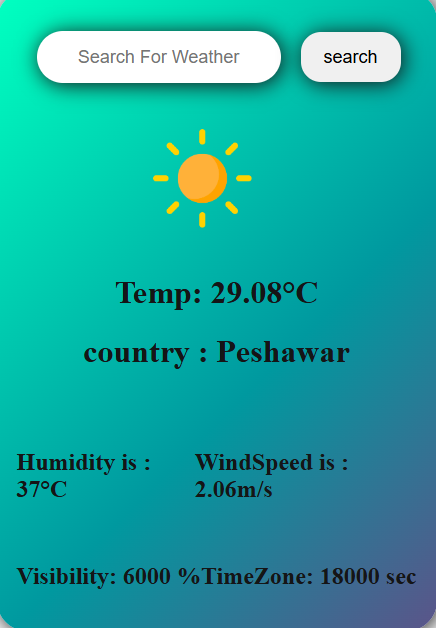 Search For Weather search
Temp: 29.08°C
country : Peshawar
Humidity is : WindSpeed is :
37°C 2.06m/s
Visibility: 6000 %TimeZone: 18000 sec